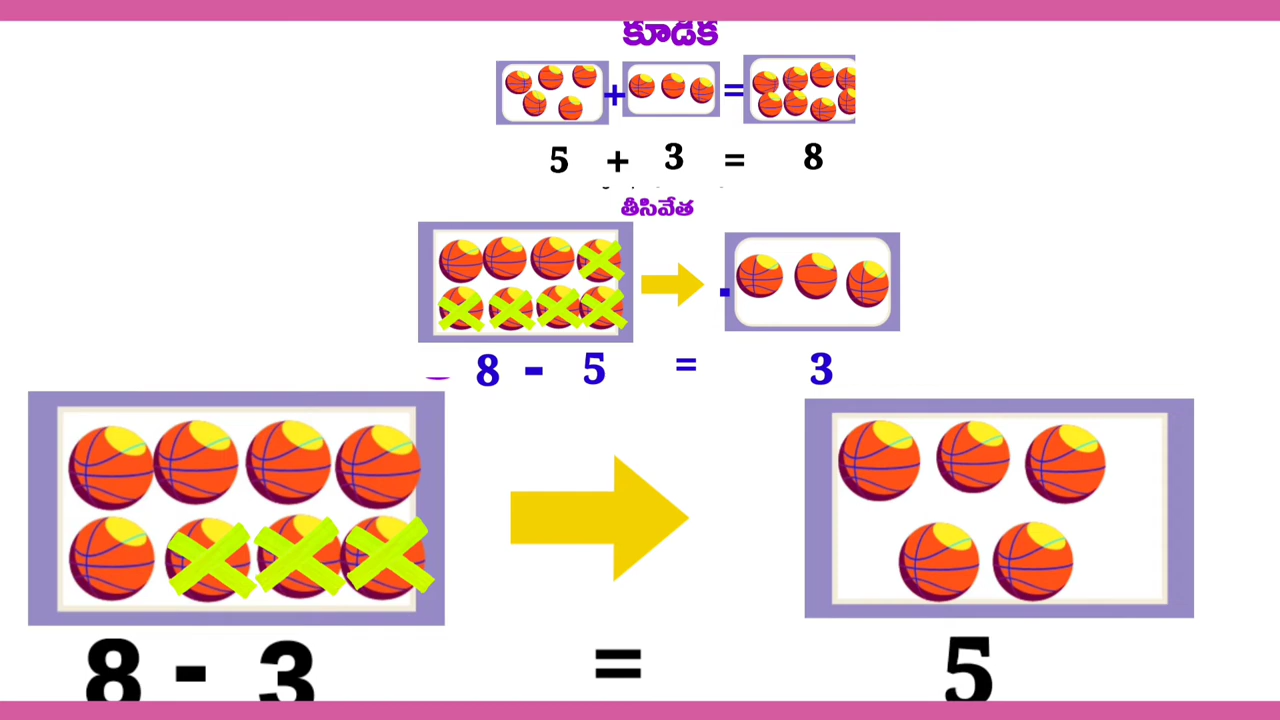 కూడిక
+ =
5 + 3 = 8
తీసివేత
-
8 - 5 = 3
8 - 3 = 5